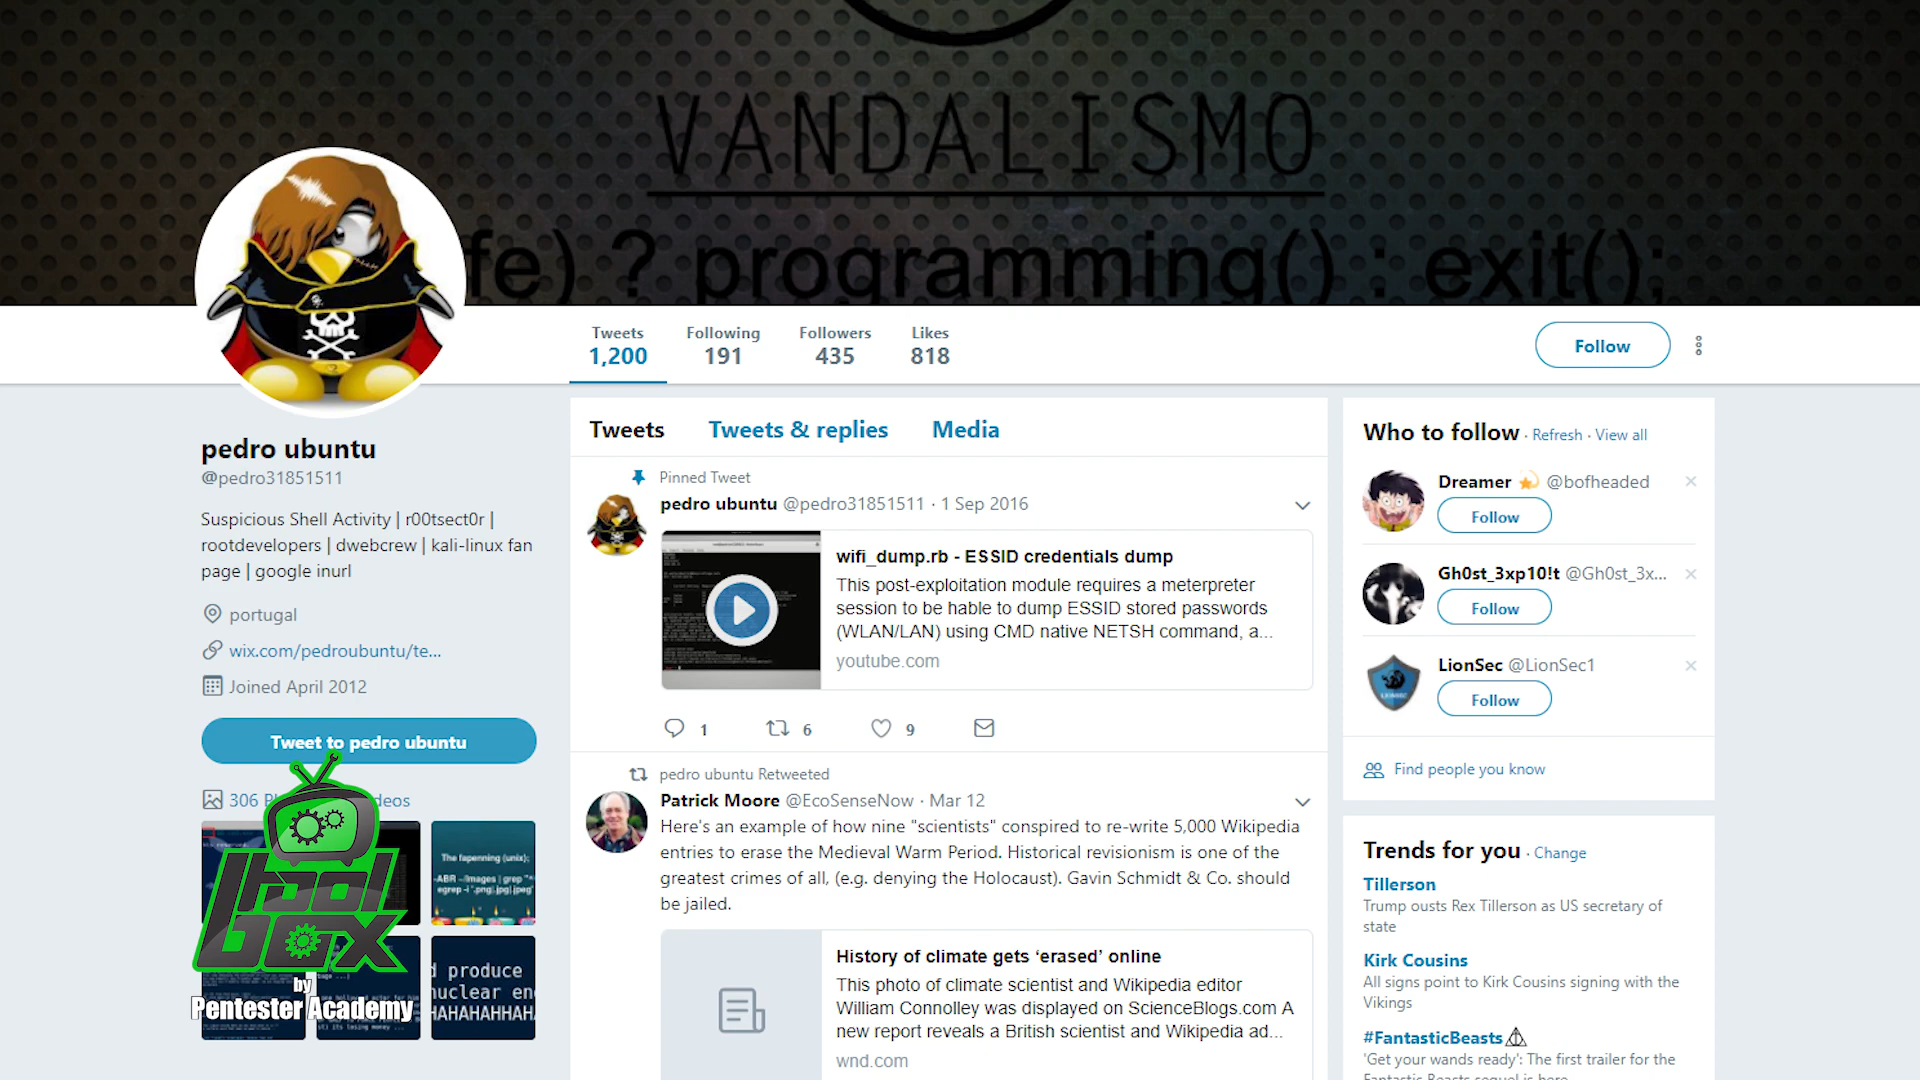 VANDALISMO
fe) ? programming() : exit();
Tweets
1,200
Following
191
Followers
435
Likes
818
Follow
pedro ubuntu
@pedro31851511
Suspicious Shell Activity | r00tsect0r |
rootdevelopers | dwebcrew | kali-linux fan
page | google inurl
portugal
wix.com/pedroubuntu/te...
Joined April 2012
Tweet to pedro ubuntu
306
The fapenning (unix);
-ABR ~/Images | grep "*
egrep -i '.png|.jpg|.jpeg'
d produce
nuclear en
HAHAHAHHAH
Tool
box
by
Pentester Academy
Tweets Tweets & replies Media
Pinned Tweet
pedro ubuntu @pedro31851511 · 1 Sep 2016
wifi_dump.rb - ESSID credentials dump
This post-exploitation module requires a meterpreter
session to be hable to dump ESSID stored passwords
(WLAN/LAN) using CMD native NETSH command, a...
youtube.com
1 6 9
pedro ubuntu Retweeted
Patrick Moore @EcoSenseNow · Mar 12
Here's an example of how nine "scientists" conspired to re-write 5,000 Wikipedia
entries to erase the Medieval Warm Period. Historical revisionism is one of the
greatest crimes of all, (e.g. denying the Holocaust). Gavin Schmidt & Co. should
be jailed.
History of climate gets ‘erased’ online
This photo of climate scientist and Wikipedia editor
William Connolley was displayed on ScienceBlogs.com A
new report reveals a British scientist and Wikipedia ad...
wnd.com
Who to follow · Refresh · View all
Dreamer @bofheaded
Follow
Gh0st_3xp10!t @Gh0st_3x...
Follow
LionSec @LionSec1
Follow
Find people you know
Trends for you · Change
Tillerson
Trump ousts Rex Tillerson as US secretary of
state
Kirk Cousins
All signs point to Kirk Cousins signing with the
Vikings
#FantasticBeasts
'Get your wands ready': The first trailer for the
Fantastic Beasts sequel is here